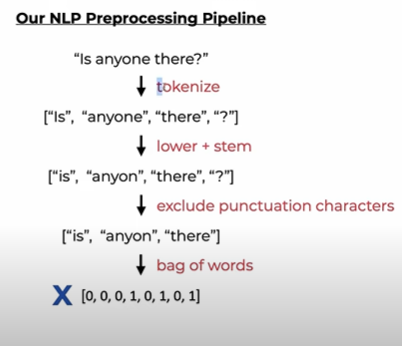 Our NLP Preprocessing Pipeline
“Is anyone there?”
tokenize
[“Is”, “anyone”, “there”, “?”]
lower + stem
[“is”, “anyon”, “there”, “?”]
exclude punctuation characters
[“is”, “anyon”, “there”]
bag of words
X [0, 0, 0, 1, 0, 1, 0, 1]